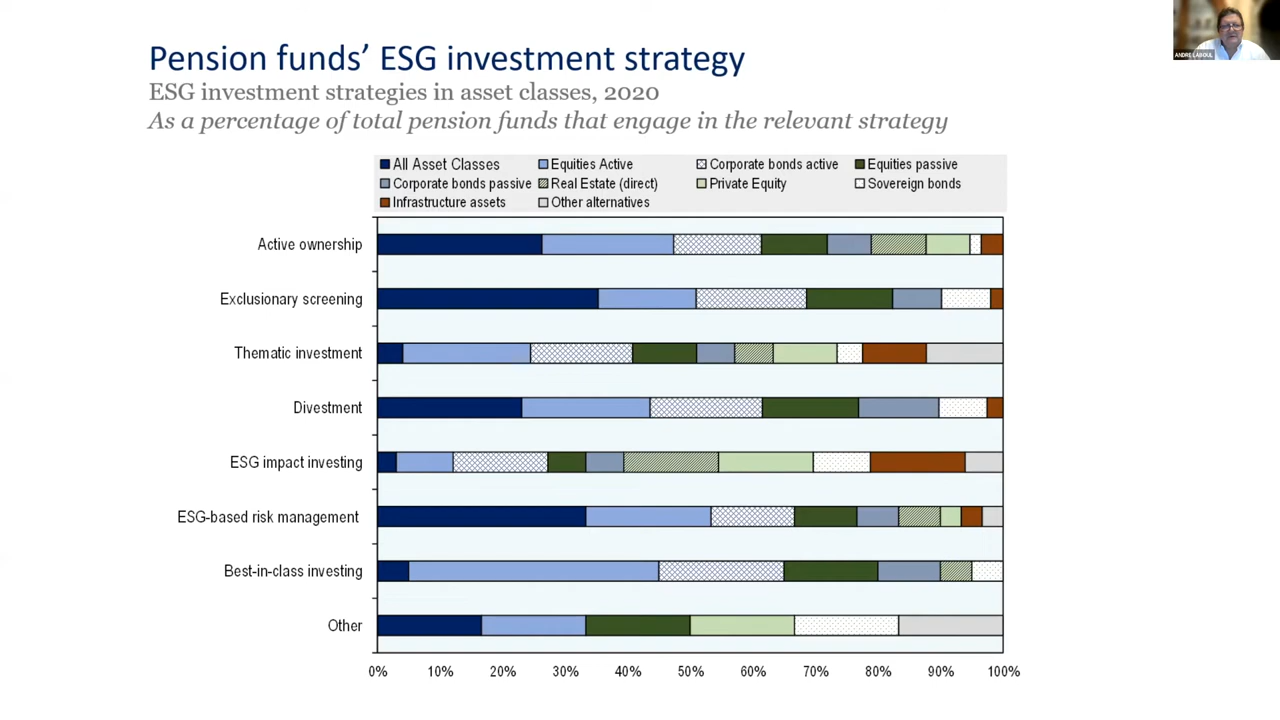 Pension funds' ESG investment strategy
ESG investment strategies in asset classes, 2020
As a percentage of total pension funds that engage in the relevant strategy
ANDRE LABOUL
All Asset Classes Equities Active Corporate bonds active Equities passive
Corporate bonds passive Real Estate (direct) Private Equity Sovereign bonds
Infrastructure assets Other alternatives
Active ownership
Exclusionary screening
Thematic investment
Divestment
ESG impact investing
ESG-based risk management
Best-in-class investing
Other
0% 10% 20% 30% 40% 50% 60% 70% 80% 90% 100%